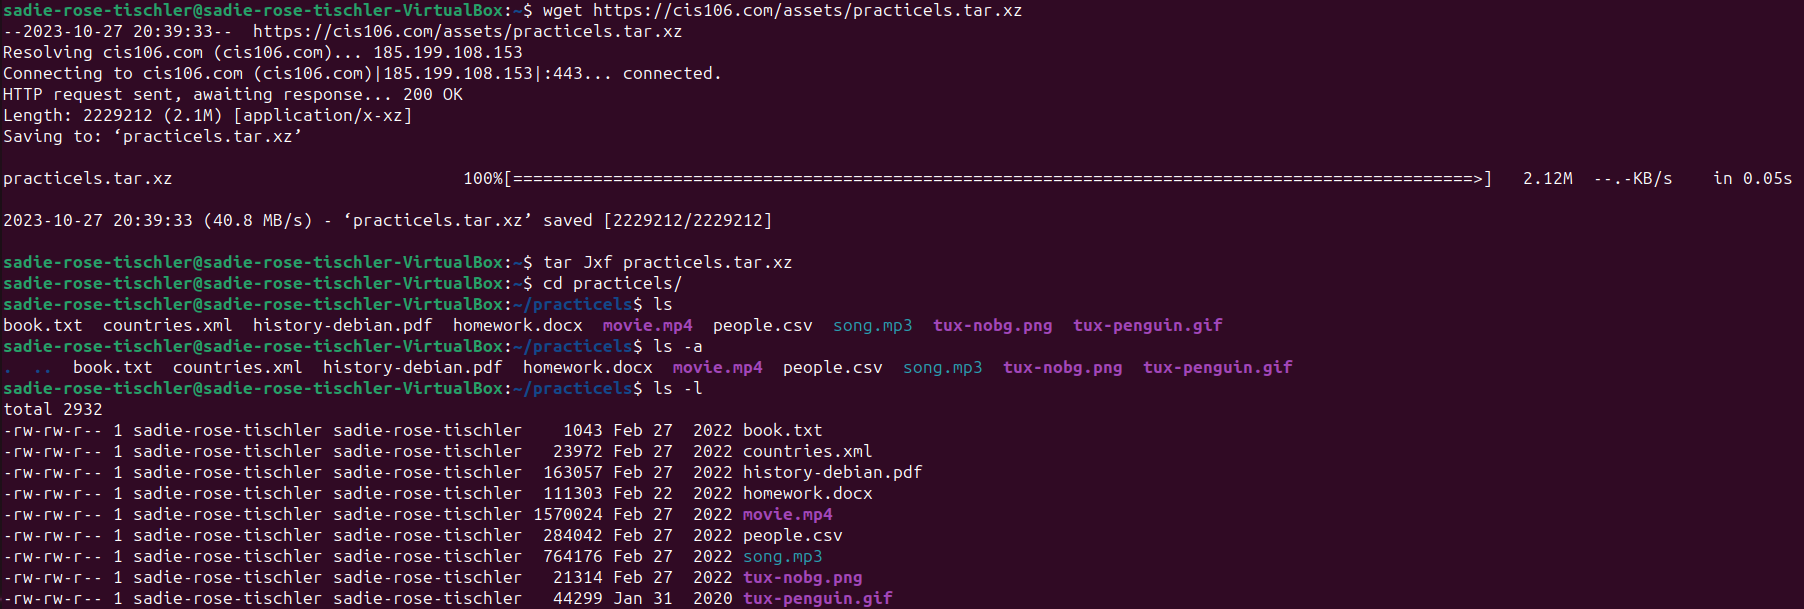 sadie-rose-tischler@sadie-rose-tischler-VirtualBox:~$ wget https://cis106.com/assets/practicels.tar.xz
--2023-10-27 20:39:33--  https://cis106.com/assets/practicels.tar.xz
Resolving cis106.com (cis106.com)... 185.199.108.153
Connecting to cis106.com (cis106.com)|185.199.108.153|:443... connected.
HTTP request sent, awaiting response... 200 OK
Length: 2229212 (2.1M) [application/x-xz]
Saving to: ‘practicels.tar.xz’
practicels.tar.xz                             100%[================================================================================================>]   2.12M  --.-KB/s    in 0.05s
2023-10-27 20:39:33 (40.8 MB/s) - ‘practicels.tar.xz’ saved [2229212/2229212]
sadie-rose-tischler@sadie-rose-tischler-VirtualBox:~$ tar Jxf practicels.tar.xz
sadie-rose-tischler@sadie-rose-tischler-VirtualBox:~$ cd practicels/
sadie-rose-tischler@sadie-rose-tischler-VirtualBox:~/practicels$ ls
book.txt  countries.xml  history-debian.pdf  homework.docx  movie.mp4  people.csv  song.mp3  tux-nobg.png  tux-penguin.gif
sadie-rose-tischler@sadie-rose-tischler-VirtualBox:~/practicels$ ls -a
.  ..  book.txt  countries.xml  history-debian.pdf  homework.docx  movie.mp4  people.csv  song.mp3  tux-nobg.png  tux-penguin.gif
sadie-rose-tischler@sadie-rose-tischler-VirtualBox:~/practicels$ ls -l
total 2932
-rw-rw-r-- 1 sadie-rose-tischler sadie-rose-tischler    1043 Feb 27  2022 book.txt
-rw-rw-r-- 1 sadie-rose-tischler sadie-rose-tischler   23972 Feb 27  2022 countries.xml
-rw-rw-r-- 1 sadie-rose-tischler sadie-rose-tischler  163057 Feb 27  2022 history-debian.pdf
-rw-rw-r-- 1 sadie-rose-tischler sadie-rose-tischler  111303 Feb 22  2022 homework.docx
-rw-rw-r-- 1 sadie-rose-tischler sadie-rose-tischler 1570024 Feb 27  2022 movie.mp4
-rw-rw-r-- 1 sadie-rose-tischler sadie-rose-tischler  284042 Feb 27  2022 people.csv
-rw-rw-r-- 1 sadie-rose-tischler sadie-rose-tischler  764176 Feb 27  2022 song.mp3
-rw-rw-r-- 1 sadie-rose-tischler sadie-rose-tischler   21314 Feb 27  2022 tux-nobg.png
-rw-rw-r-- 1 sadie-rose-tischler sadie-rose-tischler   44299 Jan 31  2020 tux-penguin.gif